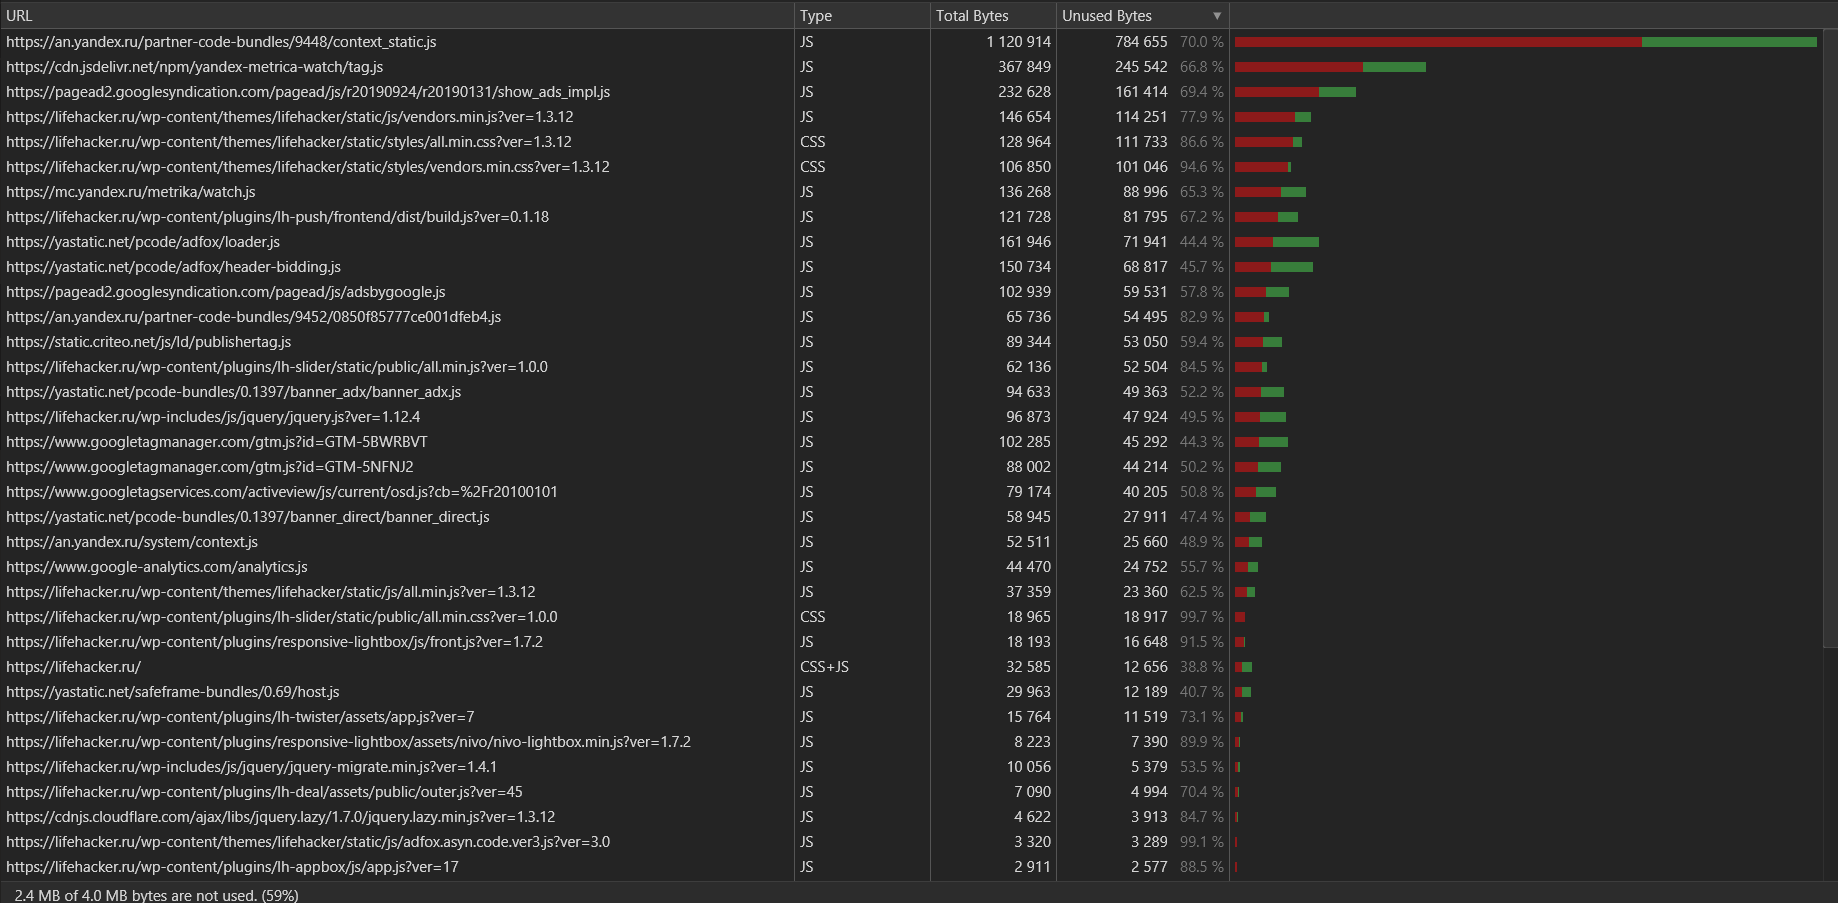 URL Type Total Bytes Unused Bytes ▼
https://an.yandex.ru/partner-code-bundles/9448/context_static.js JS 1 120 914 784 655 70.0 %
https://cdn.jsdelivr.net/npm/yandex-metrica-watch/tag.js JS 367 849 245 542 66.8 %
https://pagead2.googlesyndication.com/pagead/js/r20190924/r20190131/show_ads_impl.js JS 232 628 161 414 69.4 %
https://lifehacker.ru/wp-content/themes/lifehacker/static/js/vendors.min.js?ver=1.3.12 JS 146 654 114 251 77.9 %
https://lifehacker.ru/wp-content/themes/lifehacker/static/styles/all.min.css?ver=1.3.12 CSS 128 964 111 733 86.6 %
https://lifehacker.ru/wp-content/themes/lifehacker/static/styles/vendors.min.css?ver=1.3.12 CSS 106 850 101 046 94.6 %
https://mc.yandex.ru/metrika/watch.js JS 136 268 88 996 65.3 %
https://lifehacker.ru/wp-content/plugins/lh-push/frontend/dist/build.js?ver=0.1.18 JS 121 728 81 795 67.2 %
https://yastatic.net/pcode/adfox/loader.js JS 161 946 71 941 44.4 %
https://yastatic.net/pcode/adfox/header-bidding.js JS 150 734 68 817 45.7 %
https://pagead2.googlesyndication.com/pagead/js/adsbygoogle.js JS 102 939 59 531 57.8 %
https://an.yandex.ru/partner-code-bundles/9452/0850f85777ce001dfeb4.js JS 65 736 54 495 82.9 %
https://static.criteo.net/js/ld/publishertag.js JS 89 344 53 050 59.4 %
https://lifehacker.ru/wp-content/plugins/lh-slider/static/public/all.min.js?ver=1.0.0 JS 62 136 52 504 84.5 %
https://yastatic.net/pcode-bundles/0.1397/banner_adx/banner_adx.js JS 94 633 49 363 52.2 %
https://lifehacker.ru/wp-includes/js/jquery/jquery.js?ver=1.12.4 JS 96 873 47 924 49.5 %
https://www.googletagmanager.com/gtm.js?id=GTM-5BWRBVT JS 102 285 45 292 44.3 %
https://www.googletagmanager.com/gtm.js?id=GTM-5NFNJ2 JS 88 002 44 214 50.2 %
https://www.googletagservices.com/activeview/js/current/osd.js?cb=%2Fr20100101 JS 79 174 40 205 50.8 %
https://yastatic.net/pcode-bundles/0.1397/banner_direct/banner_direct.js JS 58 945 27 911 47.4 %
https://an.yandex.ru/system/context.js JS 52 511 25 660 48.9 %
https://www.google-analytics.com/analytics.js JS 44 470 24 752 55.7 %
https://lifehacker.ru/wp-content/themes/lifehacker/static/js/all.min.js?ver=1.3.12 JS 37 359 23 360 62.5 %
https://lifehacker.ru/wp-content/plugins/lh-slider/static/public/all.min.css?ver=1.0.0 CSS 18 965 18 917 99.7 %
https://lifehacker.ru/wp-content/plugins/responsive-lightbox/js/front.js?ver=1.7.2 JS 18 193 16 648 91.5 %
https://lifehacker.ru/ CSS+JS 32 585 12 656 38.8 %
https://yastatic.net/safeframe-bundles/0.69/host.js JS 29 963 12 189 40.7 %
https://lifehacker.ru/wp-content/plugins/lh-twister/assets/app.js?ver=7 JS 15 764 11 519 73.1 %
https://lifehacker.ru/wp-content/plugins/responsive-lightbox/assets/nivo/nivo-lightbox.min.js?ver=1.7.2 JS 8 223 7 390 89.9 %
https://lifehacker.ru/wp-includes/js/jquery/jquery-migrate.min.js?ver=1.4.1 JS 10 056 5 379 53.5 %
https://lifehacker.ru/wp-content/plugins/lh-deal/assets/public/outer.js?ver=45 JS 7 090 4 994 70.4 %
https://cdnjs.cloudflare.com/ajax/libs/jquery.lazy/1.7.0/jquery.lazy.min.js?ver=1.3.12 JS 4 622 3 913 84.7 %
https://lifehacker.ru/wp-content/themes/lifehacker/static/js/adfox.asyn.code.ver3.js?ver=3.0 JS 3 320 3 289 99.1 %
https://lifehacker.ru/wp-content/plugins/lh-appbox/js/app.js?ver=17 JS 2 911 2 577 88.5 %
2.4 MB of 4.0 MB bytes are not used. (59%)